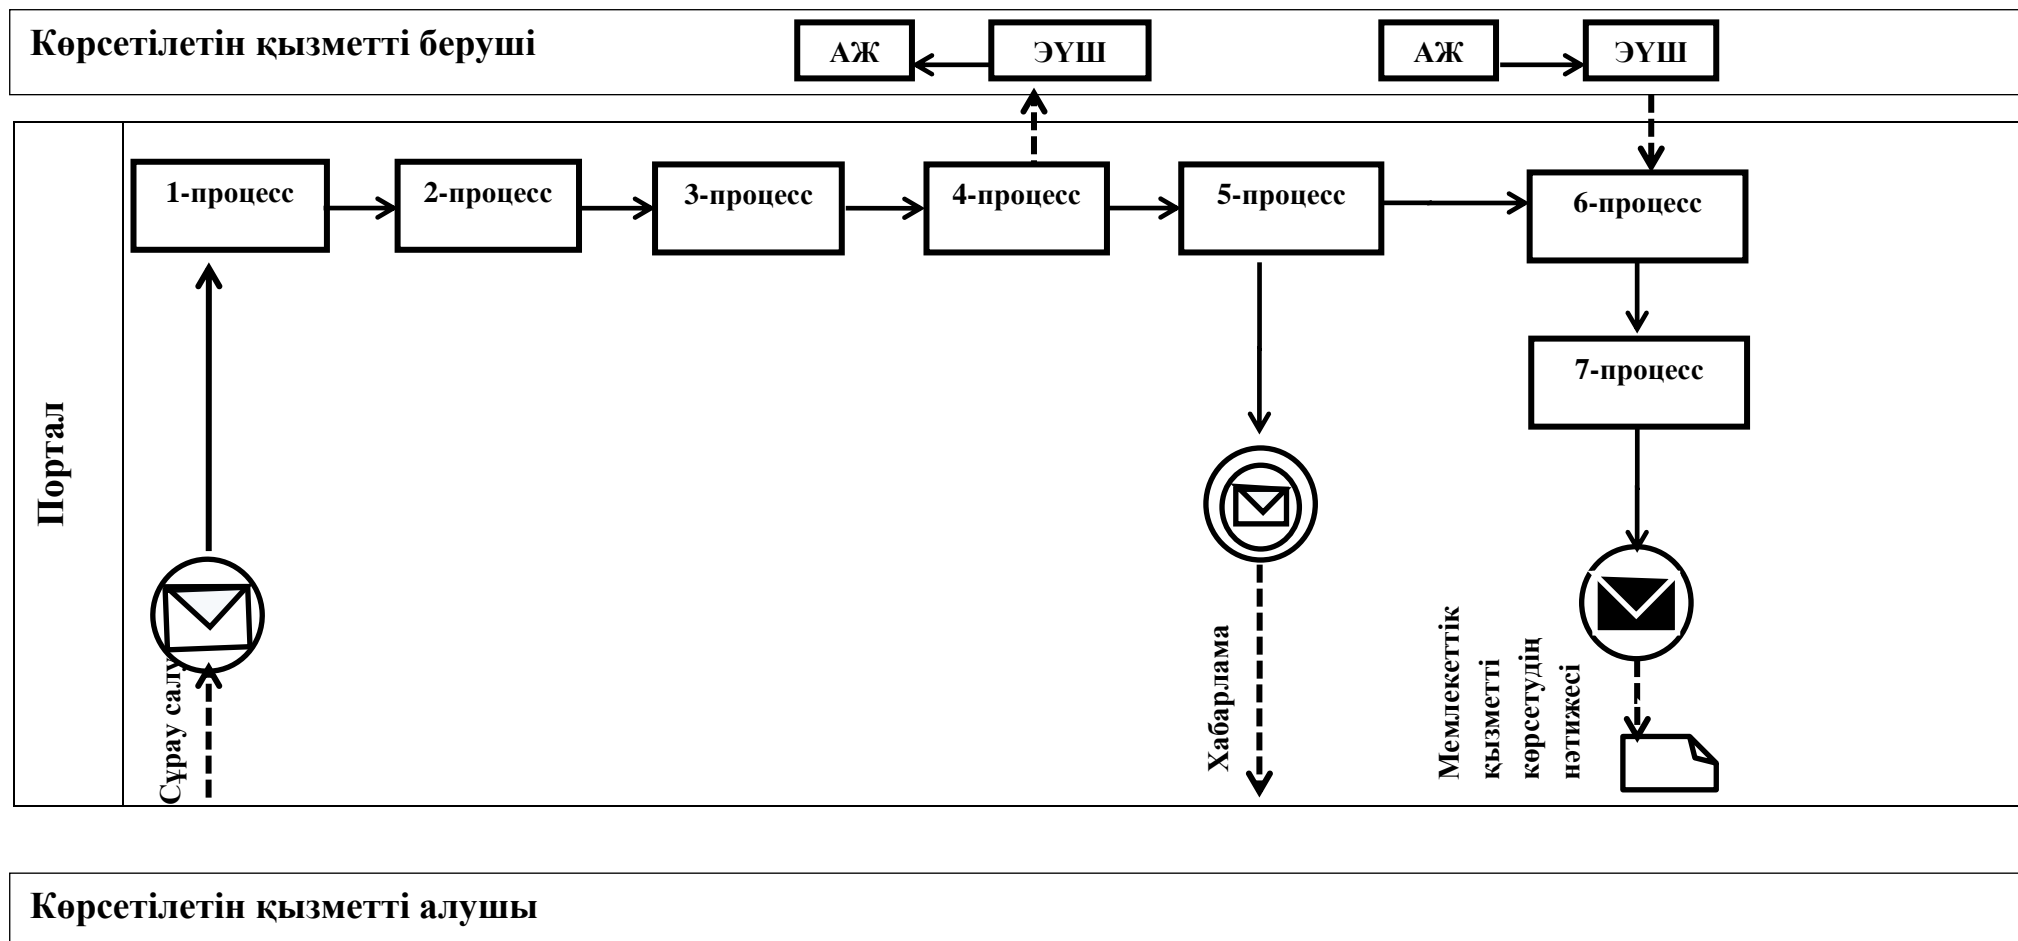 Көрсетілетін қызметті беруші
АЖ
ЭҮШ
АЖ
ЭҮШ
1-процесс
2-процесс
3-процесс
4-процесс
5-процесс
6-процесс
7-процесс
Портал
Сұрау салу
Хабарлама
Мемлекеттік
қызметті
көрсетудің
нәтижесі
Көрсетілетін қызметті алушы